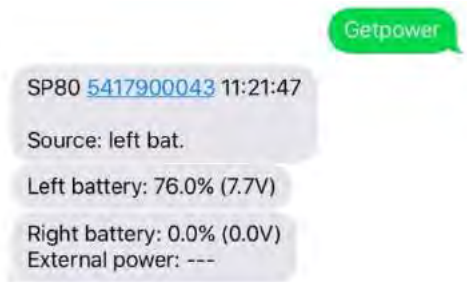 Getpower
SP80 5417900043 11:21:47
Source: left bat.
Left battery: 76.0% (7.7V)
Right battery: 0.0% (0.0V)
External power: ---